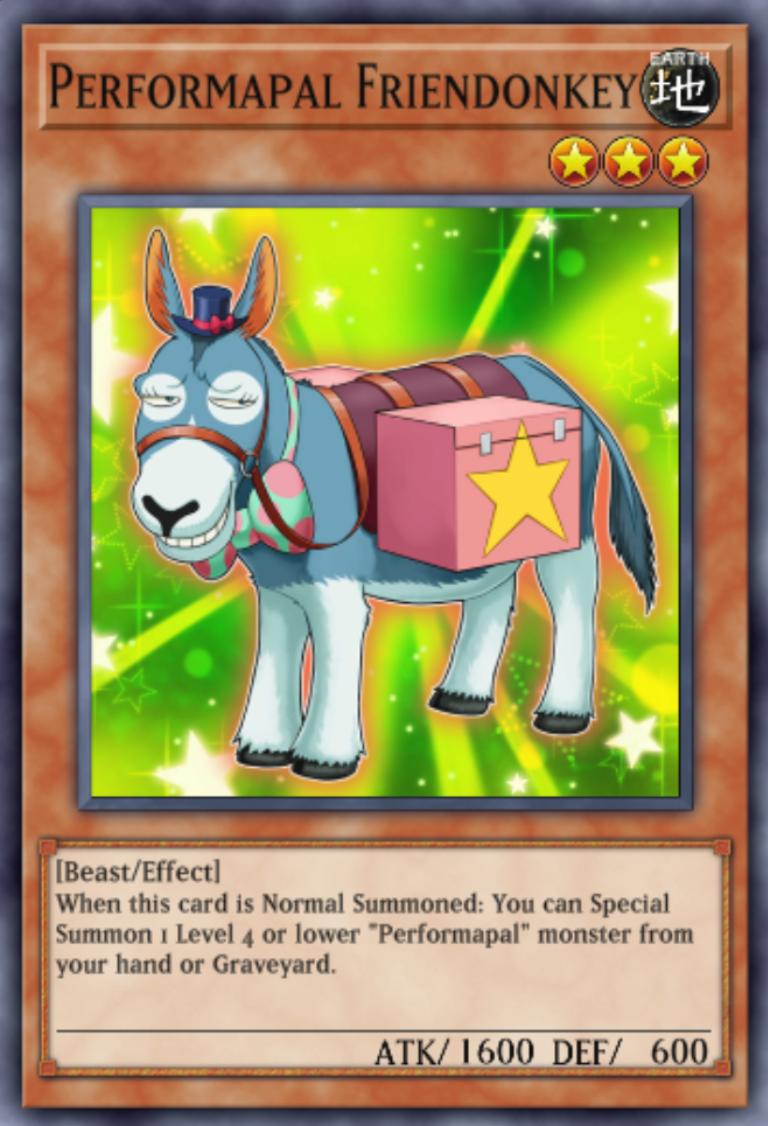 PERFORMAPAL FRIENDONKEY
EARTH
地
[Beast/Effect]
When this card is Normal Summoned: You can Special
Summon 1 Level 4 or lower "Performapal" monster from
your hand or Graveyard.
ATK/ 1600 DEF/ 600